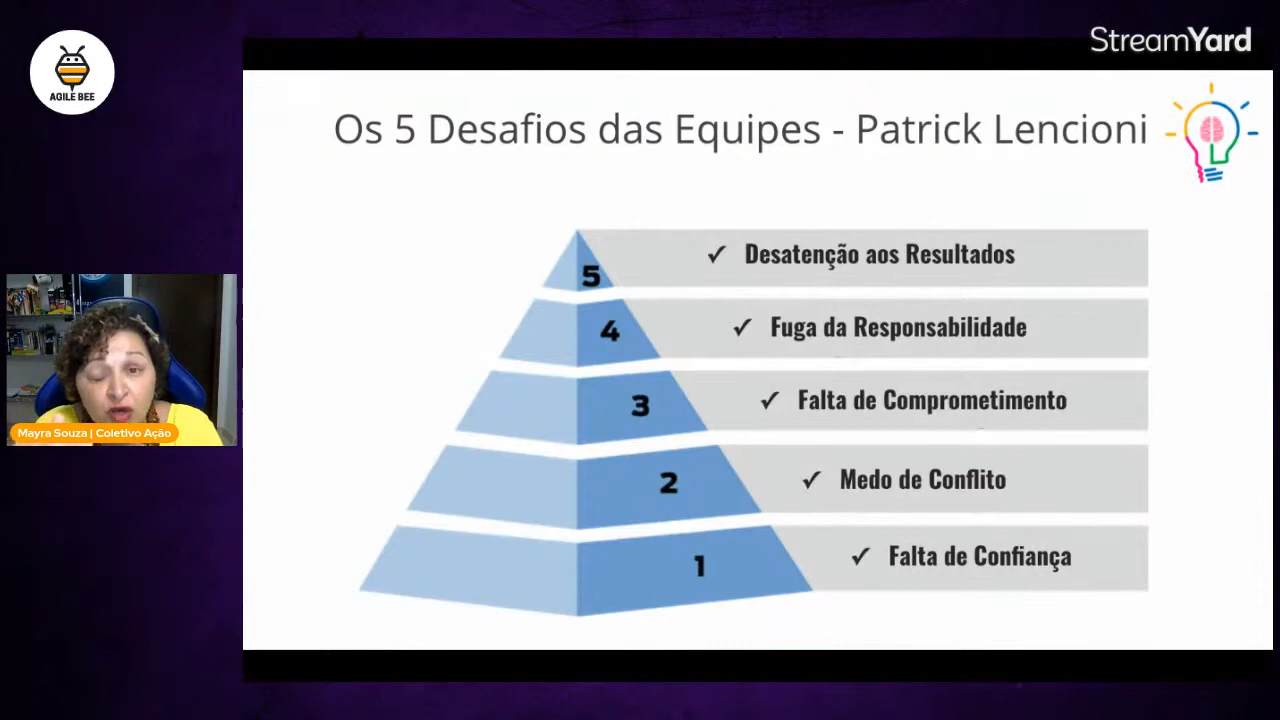 AGILE BEE
StreamYard
Os 5 Desafios das Equipes - Patrick Lencioni
5
✓ Desatenção aos Resultados
4
✓ Fuga da Responsabilidade
3
✓ Falta de Comprometimento
2
✓ Medo de Conflito
1
✓ Falta de Confiança
Mayra Souza | Coletivo Ação